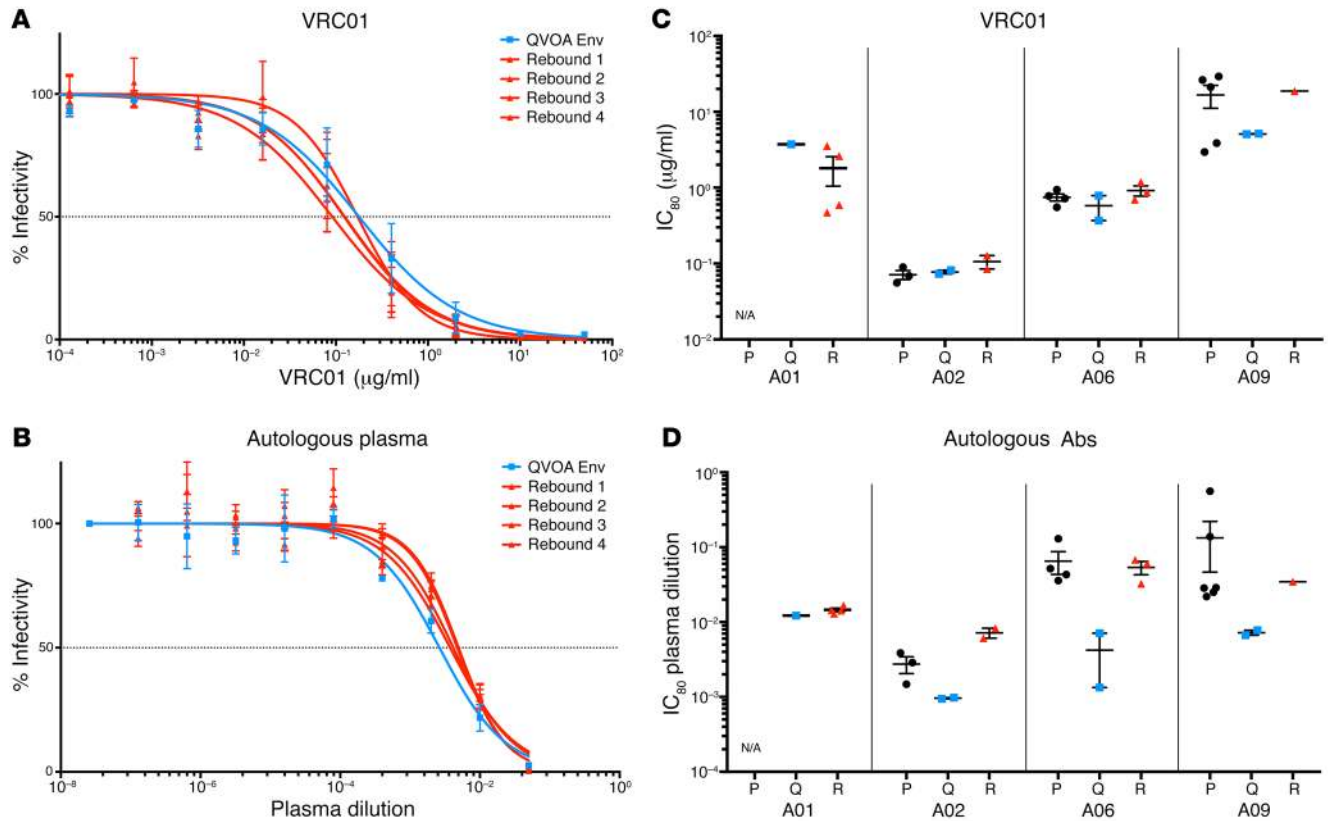 A
VRC01
QVOA Env
Rebound 1
Rebound 2
Rebound 3
Rebound 4
% Infectivity
100
50
0
10⁻⁴ 10⁻³ 10⁻² 10⁻¹ 10⁰ 10¹ 10²
VRC01 (μg/ml)
B
Autologous plasma
QVOA Env
Rebound 1
Rebound 2
Rebound 3
Rebound 4
% Infectivity
100
50
0
10⁻⁸ 10⁻⁶ 10⁻⁴ 10⁻² 10⁰
Plasma dilution
C
VRC01
IC₈₀ (μg/ml)
10²
10¹
10⁰
10⁻¹
10⁻²
N/A
P Q R P Q R P Q R P Q R
A01 A02 A06 A09
D
Autologous Abs
IC₈₀ plasma dilution
10⁰
10⁻¹
10⁻²
10⁻³
10⁻⁴
N/A
P Q R P Q R P Q R P Q R
A01 A02 A06 A09